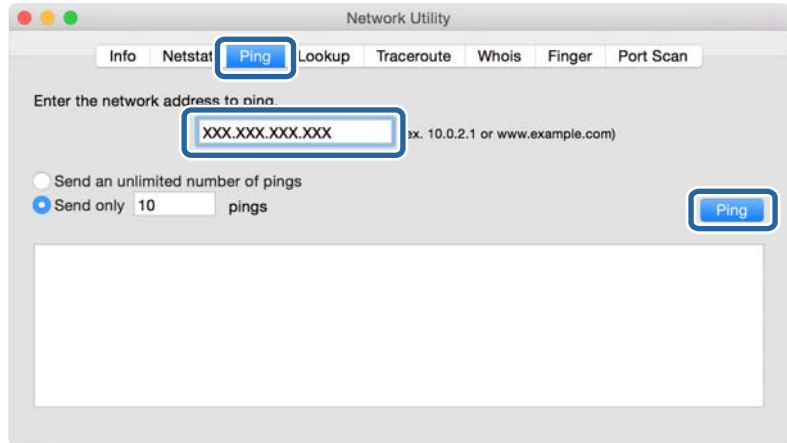 Network Utility
Info Netstat Ping Lookup Traceroute Whois Finger Port Scan
Enter the network address to ping.
XXX.XXX.XXX.XXX ex. 10.0.2.1 or www.example.com)
Send an unlimited number of pings
Send only 10 pings
Ping